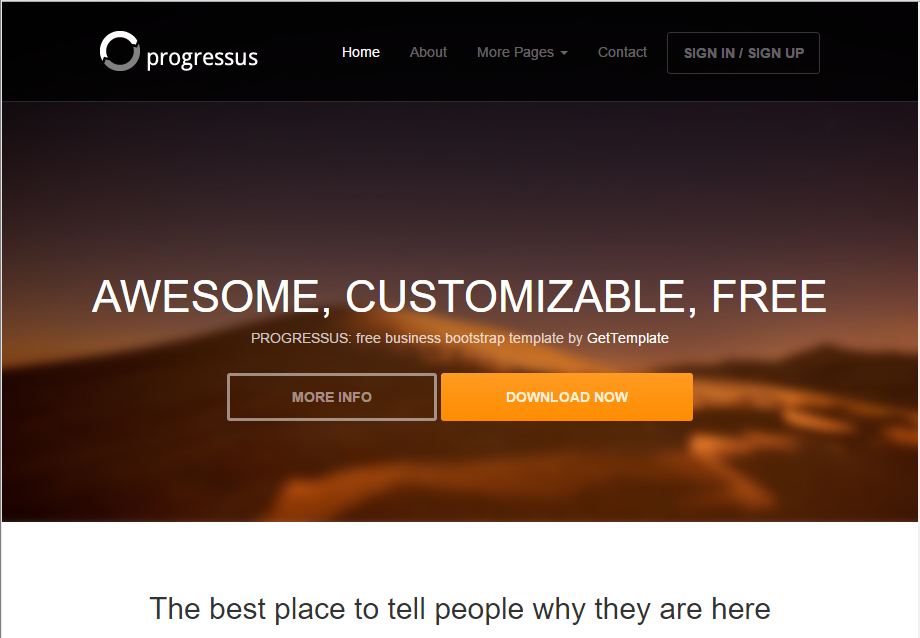 progressus
Home About More Pages Contact SIGN IN / SIGN UP
AWESOME, CUSTOMIZABLE, FREE
PROGRESSUS: free business bootstrap template by GetTemplate
MORE INFO DOWNLOAD NOW
The best place to tell people why they are here